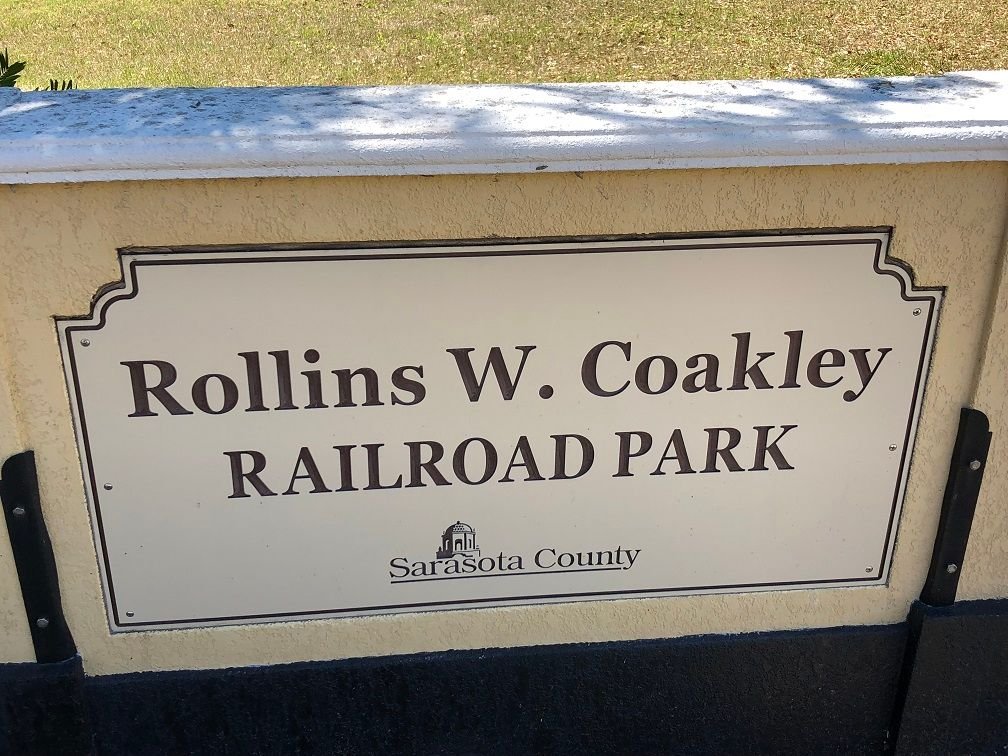 Rollins W. Coakley
RAILROAD PARK
Sarasota County